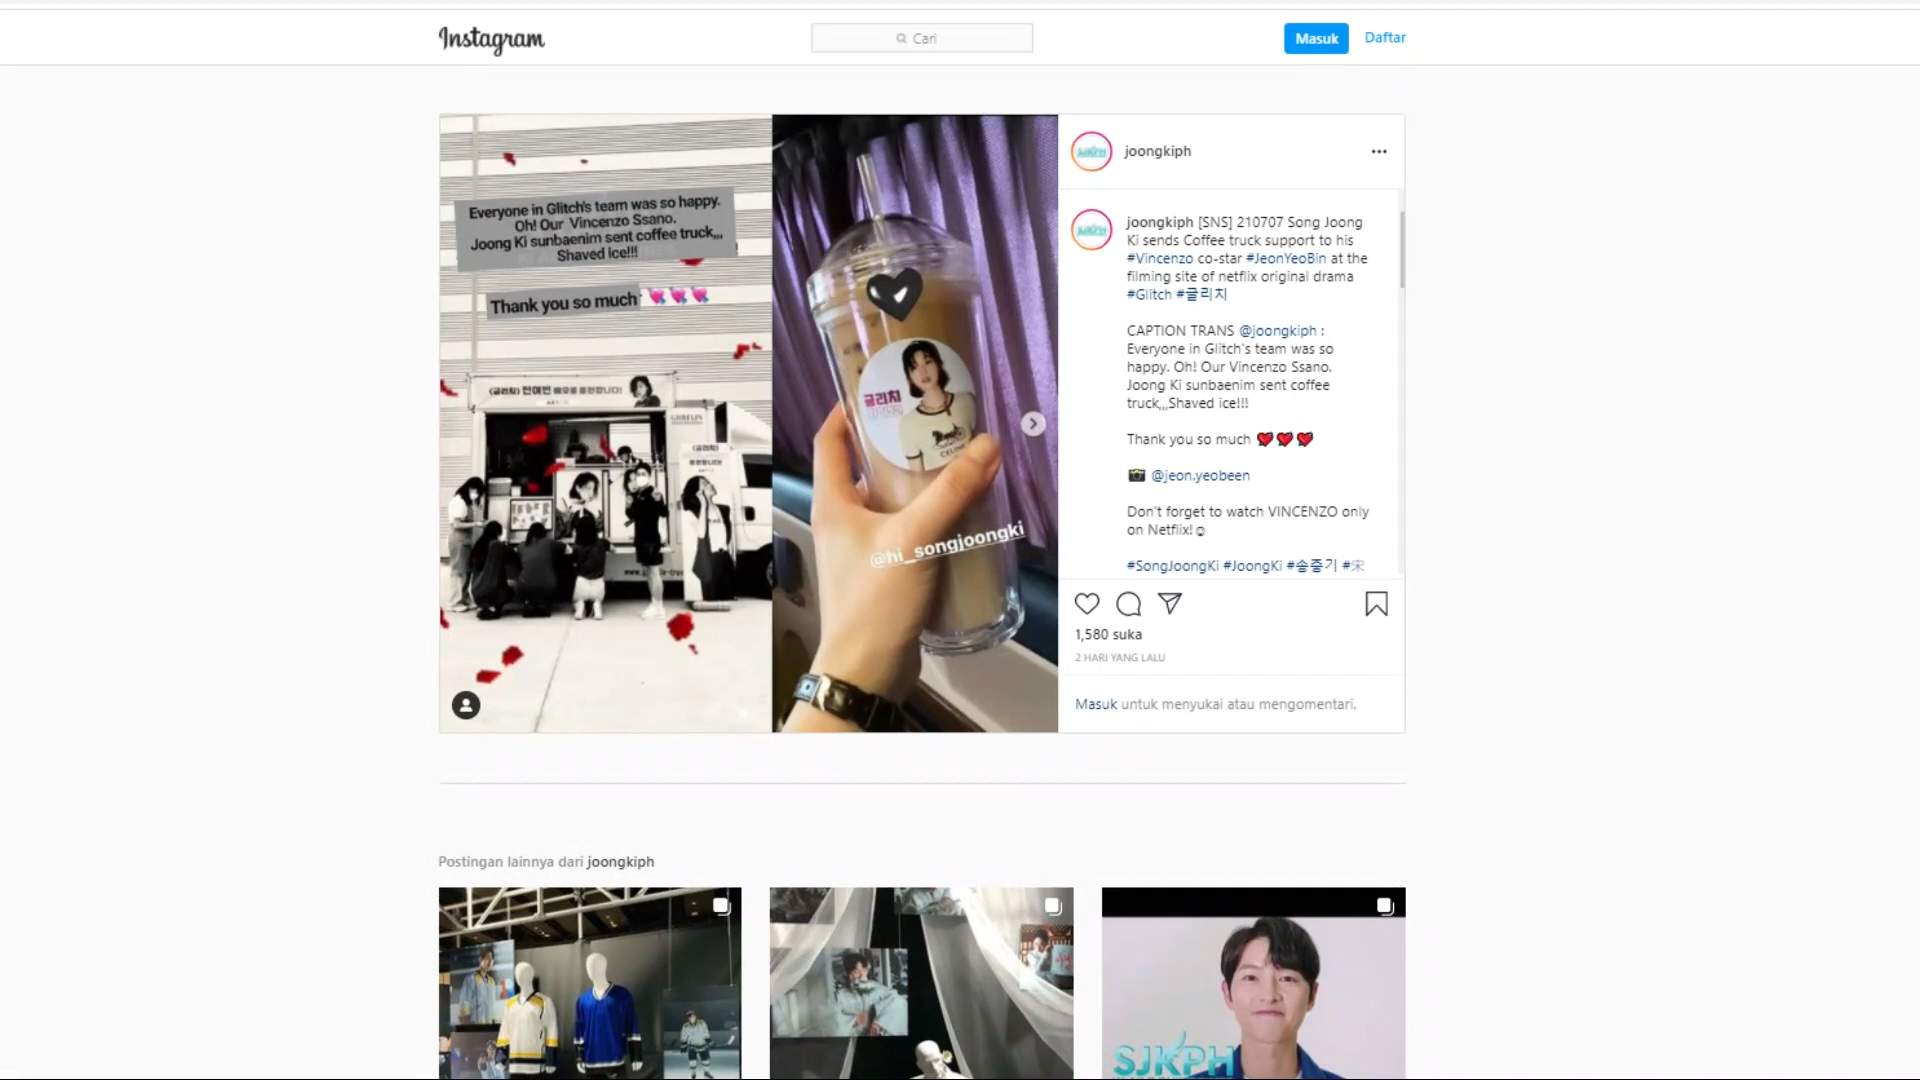 Instagram
Cari
Masuk
Daftar
Everyone in Glitch's team was so happy.
Oh! Our Vincenzo Ssano.
Joong Ki sunbaenim sent coffee truck,,,
Shaved Ice!!!
Thank you so much
글리치
CELINE
@hi_songjoongki
joongkiph
joongkiph [SNS] 210707 Song Joong
Ki sends Coffee truck support to his
#Vincenzo co-star #JeonYeoBin at the
filming site of netflix original drama
#Glitch #글리치
CAPTION TRANS @joongkiph :
Everyone in Glitch's team was so
happy. Oh! Our Vincenzo Ssano.
Joong Ki sunbaenim sent coffee
truck,,,Shaved ice!!!
Thank you so much
@jeon.yeobeen
Don't forget to watch VINCENZO only
on Netflix!
#SongJoongKi #JoongKi #송중기 #宋
1,580 suka
2 HARI YANG LALU
Masuk untuk menyukai atau mengomentari.
Postingan lainnya dari joongkiph
SJKPH